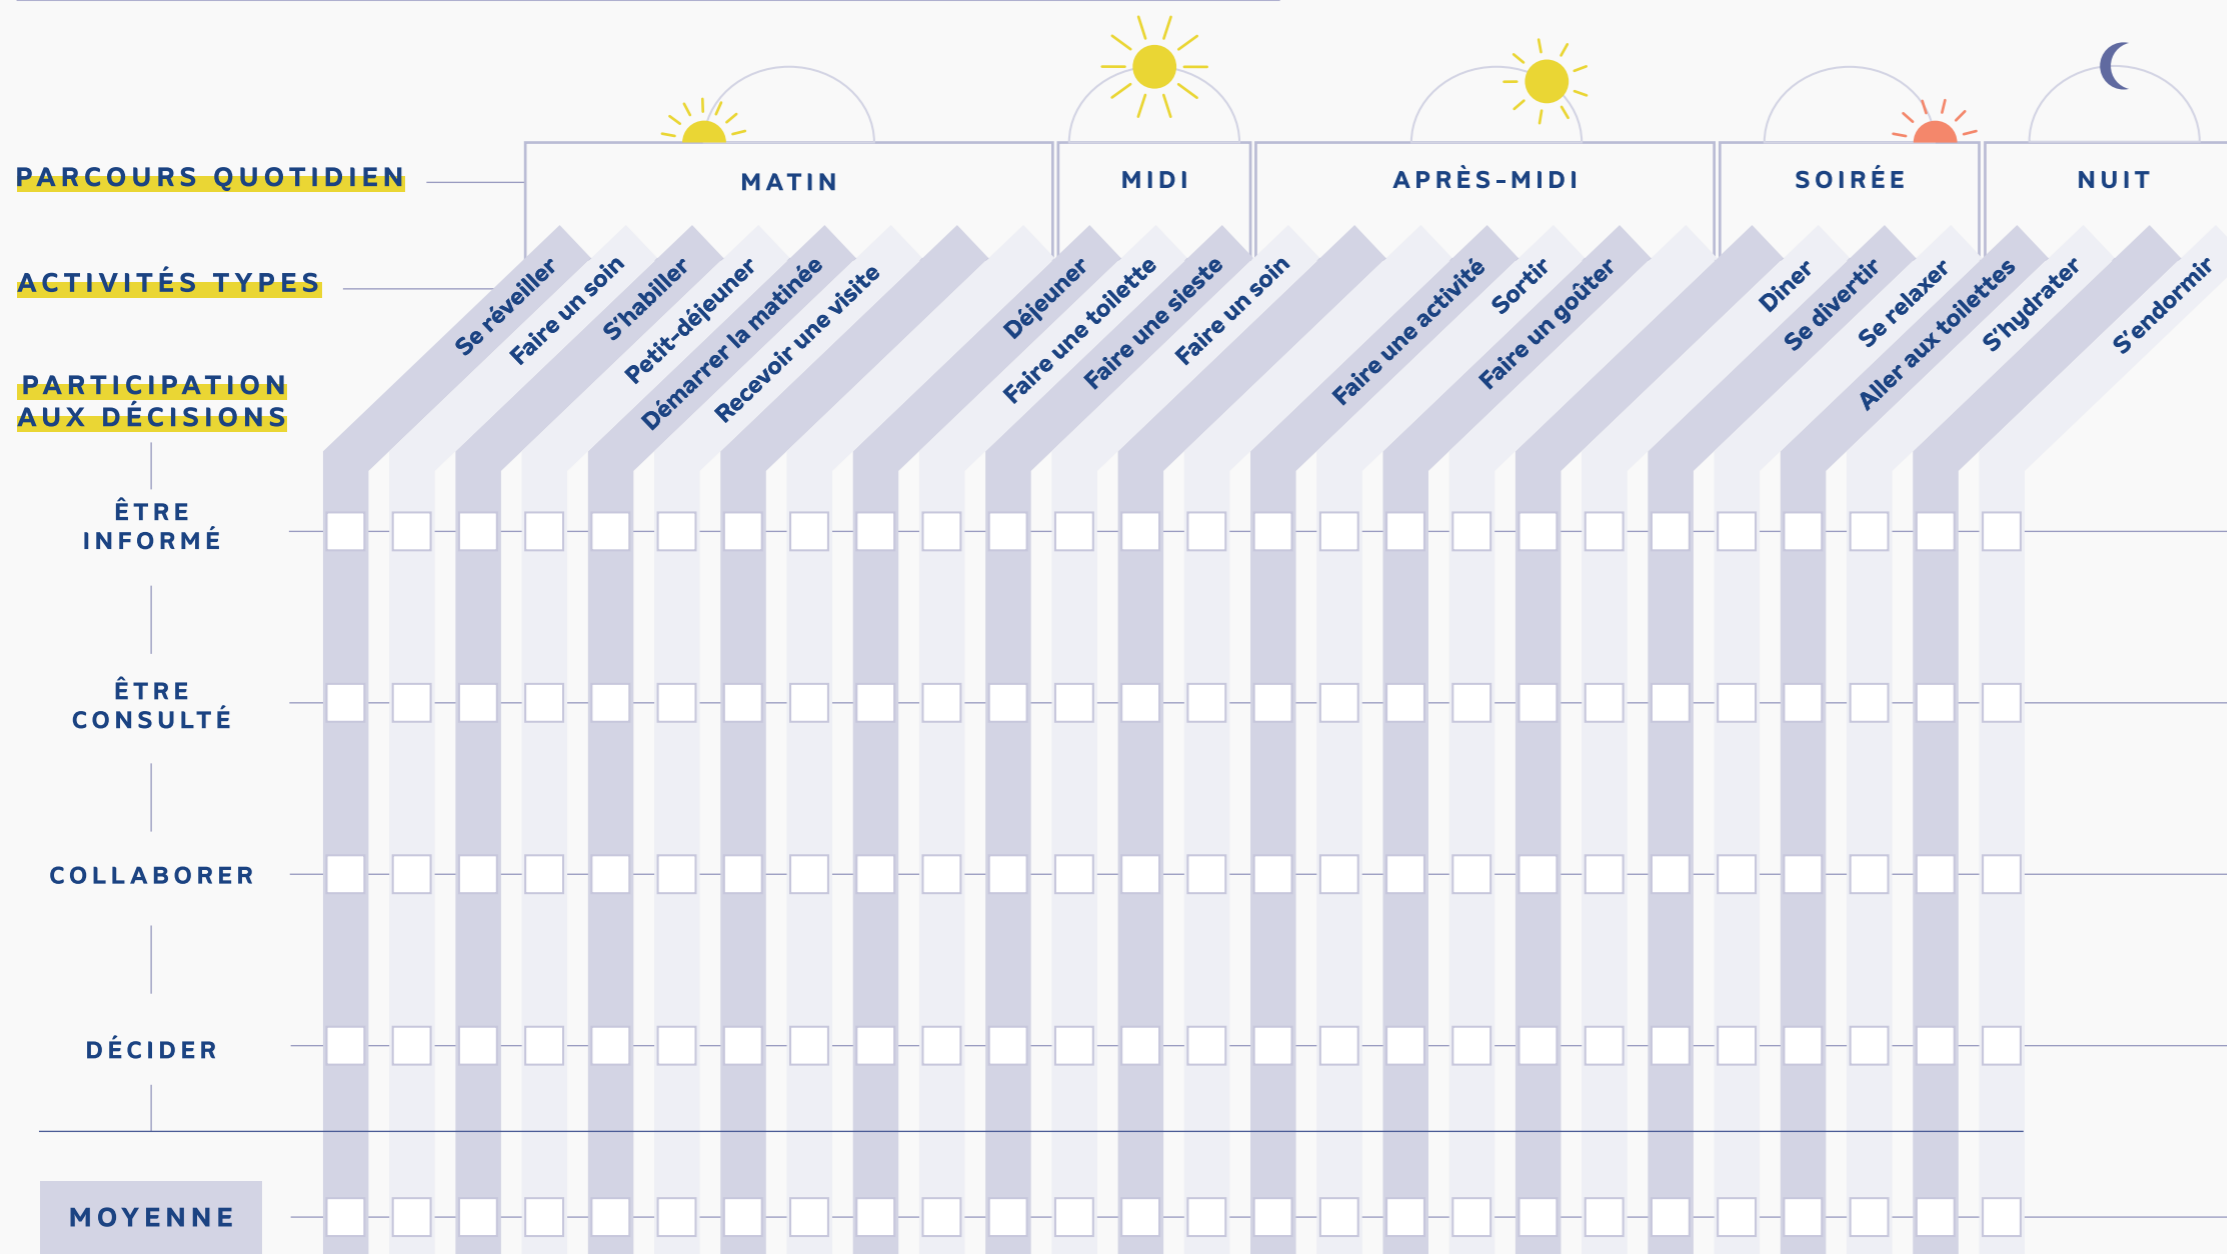 PARCOURS QUOTIDIEN
MATIN
MIDI
APRÈS-MIDI
SOIRÉE
NUIT
ACTIVITÉS TYPES
Se réveiller
Faire un soin
S'habiller
Petit-déjeuner
Démarrer la matinée
Recevoir une visite
Déjeuner
Faire une toilette
Faire une sieste
Faire un soin
Faire une activité
Sortir
Faire un goûter
Diner
Se divertir
Se relaxer
Aller aux toilettes
S'hydrater
S'endormir
PARTICIPATION
AUX DÉCISIONS
ÊTRE
INFORMÉ
ÊTRE
CONSULTÉ
COLLABORER
DÉCIDER
MOYENNE